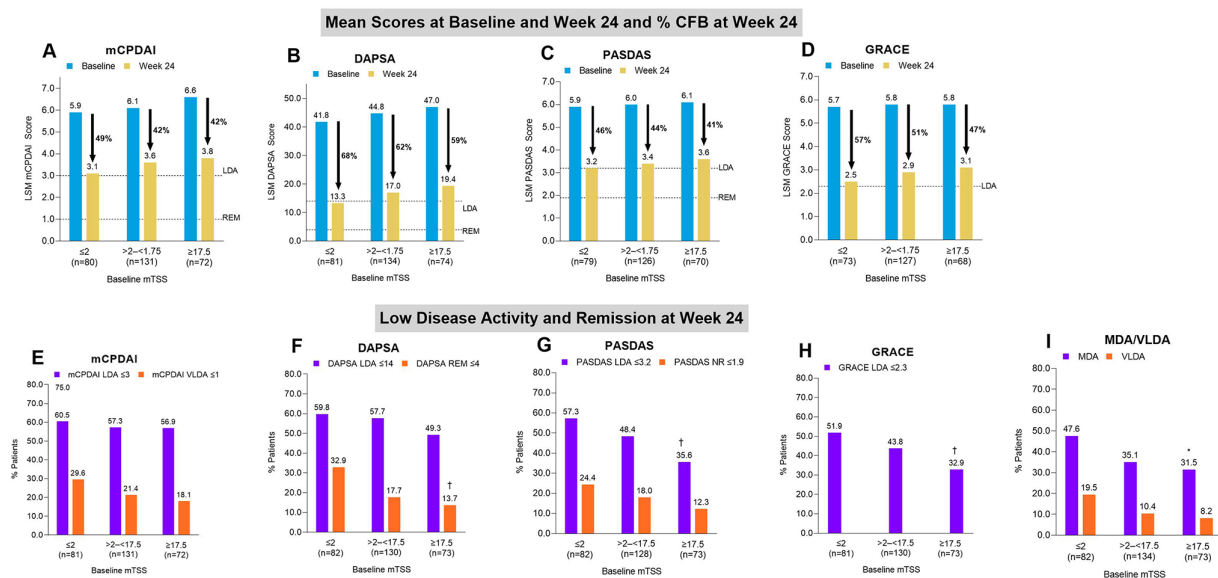 Mean Scores at Baseline and Week 24 and % CFB at Week 24
A
mCPDAI
Baseline Week 24
LSM mCPDAI Score
7.0
6.0
5.0
4.0
3.0
2.0
1.0
0.0
5.9
49%
3.1
6.1
42%
3.6
6.6
42%
3.8
LDA
REM
≤2 >2–<1.75 ≥17.5
(n=80) (n=131) (n=72)
Baseline mTSS
B
DAPSA
Baseline Week 24
LSM DAPSA Score
50.0
40.0
30.0
20.0
10.0
0.0
41.8
68%
13.3
44.8
62%
17.0
47.0
59%
19.4
LDA
REM
≤2 >2–<1.75 ≥17.5
(n=81) (n=134) (n=74)
Baseline mTSS
C
PASDAS
Baseline Week 24
LSM PASDAS Score
7.0
6.0
5.0
4.0
3.0
2.0
1.0
0.0
5.9
46%
3.2
6.0
44%
3.4
6.1
41%
3.6
LDA
REM
≤2 >2–<1.75 ≥17.5
(n=79) (n=126) (n=70)
Baseline mTSS
D
GRACE
Baseline Week 24
LSM GRACE Score
7.0
6.0
5.0
4.0
3.0
2.0
1.0
0.0
5.7
57%
2.5
5.8
51%
2.9
5.8
47%
3.1
LDA
≤2 >2–<1.75 ≥17.5
(n=73) (n=127) (n=68)
Baseline mTSS
Low Disease Activity and Remission at Week 24
E
mCPDAI
mCPDAI LDA ≤3 mCPDAI VLDA ≤1
% Patients
80.0
70.0
60.0
50.0
40.0
30.0
20.0
10.0
0.0
75.0
60.5
29.6
57.3
21.4
56.9
18.1
≤2 >2–<17.5 ≥17.5
(n=81) (n=131) (n=72)
Baseline mTSS
F
DAPSA
DAPSA LDA ≤14 DAPSA REM ≤4
% Patients
80.0
70.0
60.0
50.0
40.0
30.0
20.0
10.0
0.0
59.8
32.9
57.7
17.7
49.3
†
13.7
≤2 >2–<17.5 ≥17.5
(n=82) (n=130) (n=73)
Baseline mTSS
G
PASDAS
PASDAS LDA ≤3.2 PASDAS NR ≤1.9
% Patients
80.0
70.0
60.0
50.0
40.0
30.0
20.0
10.0
0.0
57.3
24.4
48.4
18.0
†
35.6
12.3
≤2 >2–<17.5 ≥17.5
(n=82) (n=128) (n=73)
Baseline mTSS
H
GRACE
GRACE LDA ≤2.3
% Patients
80.0
70.0
60.0
50.0
40.0
30.0
20.0
10.0
0.0
51.9
43.8
†
32.9
≤2 >2–<17.5 ≥17.5
(n=81) (n=130) (n=73)
Baseline mTSS
I
MDA/VLDA
MDA VLDA
% Patients
80.0
70.0
60.0
50.0
40.0
30.0
20.0
10.0
0.0
47.6
19.5
35.1
10.4
*
31.5
8.2
≤2 >2–<17.5 ≥17.5
(n=82) (n=134) (n=73)
Baseline mTSS